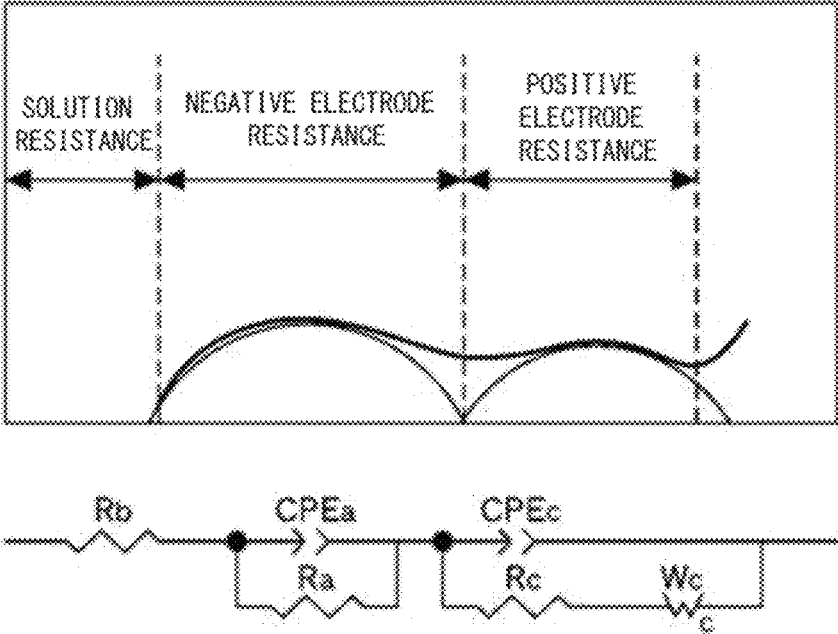 SOLUTION
RESISTANCE
NEGATIVE ELECTRODE
RESISTANCE
POSITIVE
ELECTRODE
RESISTANCE
Rb
CPEa
CPEc
Ra
Rc
Wc
c